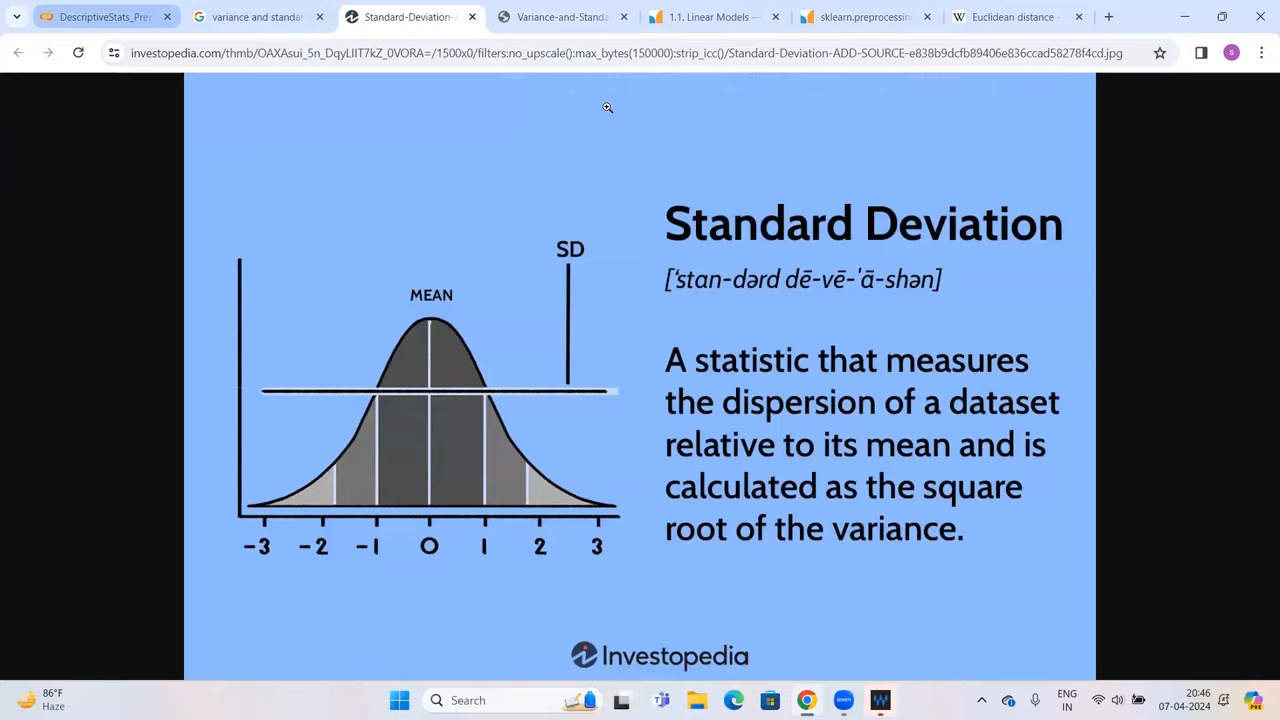 DescriptiveStats_Pre
variance and standar
Standard-Deviation-
Variance-and-Standa
1.1. Linear Models —
sklearn.preprocessin
Euclidean distance -
investopedia.com/thmb/OAXAsui_5n_DqyLIIT7kZ_0VORA=/1500x0/filters:no_upscale():max_bytes(150000):strip_icc()/Standard-Deviation-ADD-SOURCE-e838b9dcfb89406e836ccad58278f4cd.jpg
S
Standard Deviation
SD
['stan-dərd dē-vē-ˈā-shən]
MEAN
A statistic that measures
the dispersion of a dataset
relative to its mean and is
calculated as the square
root of the variance.
-3 -2 -1 0 1 2 3
Investopedia
86°F
Haze
Search
ENG
IN
20:46
07-04-2024
PRE